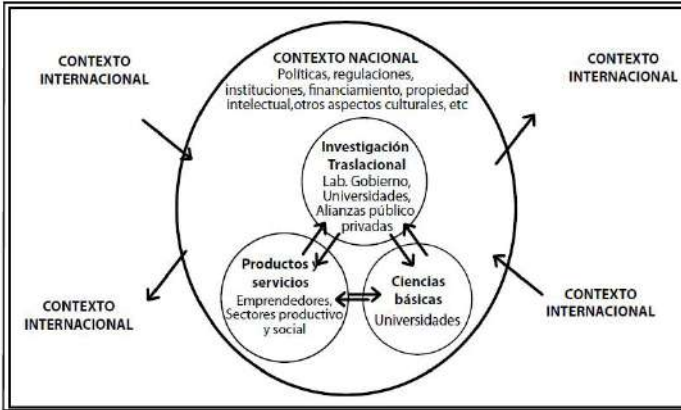 CONTEXTO
INTERNACIONAL
CONTEXTO NACIONAL
Políticas, regulaciones,
instituciones, financiamiento, propiedad
intelectual,otros aspectos culturales, etc
CONTEXTO
INTERNACIONAL
Investigación
Traslacional
Lab. Gobierno,
Universidades,
Alianzas público
privadas
Productos y
servicios
Emprendedores,
Sectores productivo
y social
Ciencias
básicas
Universidades
CONTEXTO
INTERNACIONAL
CONTEXTO
INTERNACIONAL